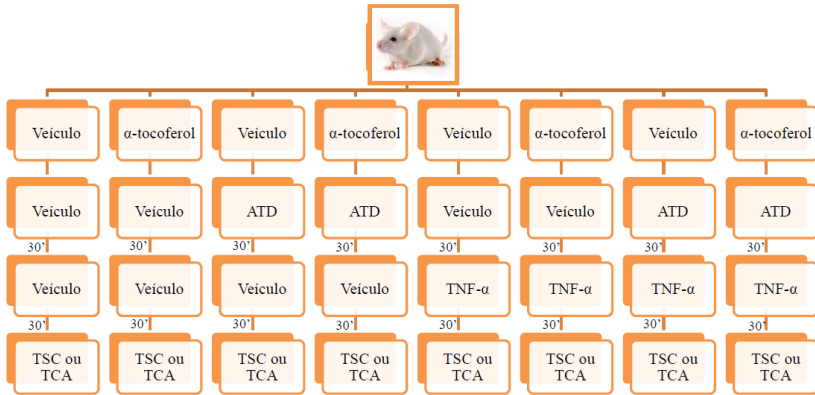 Veículo α-tocoferol Veículo α-tocoferol Veículo α-tocoferol Veículo α-tocoferol
Veículo Veículo ATD ATD Veículo Veículo ATD ATD
30' 30' 30' 30' 30' 30' 30' 30'
Veículo Veículo Veículo Veículo TNF-α TNF-α TNF-α TNF-α
30' 30' 30' 30' 30' 30' 30' 30'
TSC ou TSC ou TSC ou TSC ou TSC ou TSC ou TSC ou TSC ou
TCA TCA TCA TCA TCA TCA TCA TCA